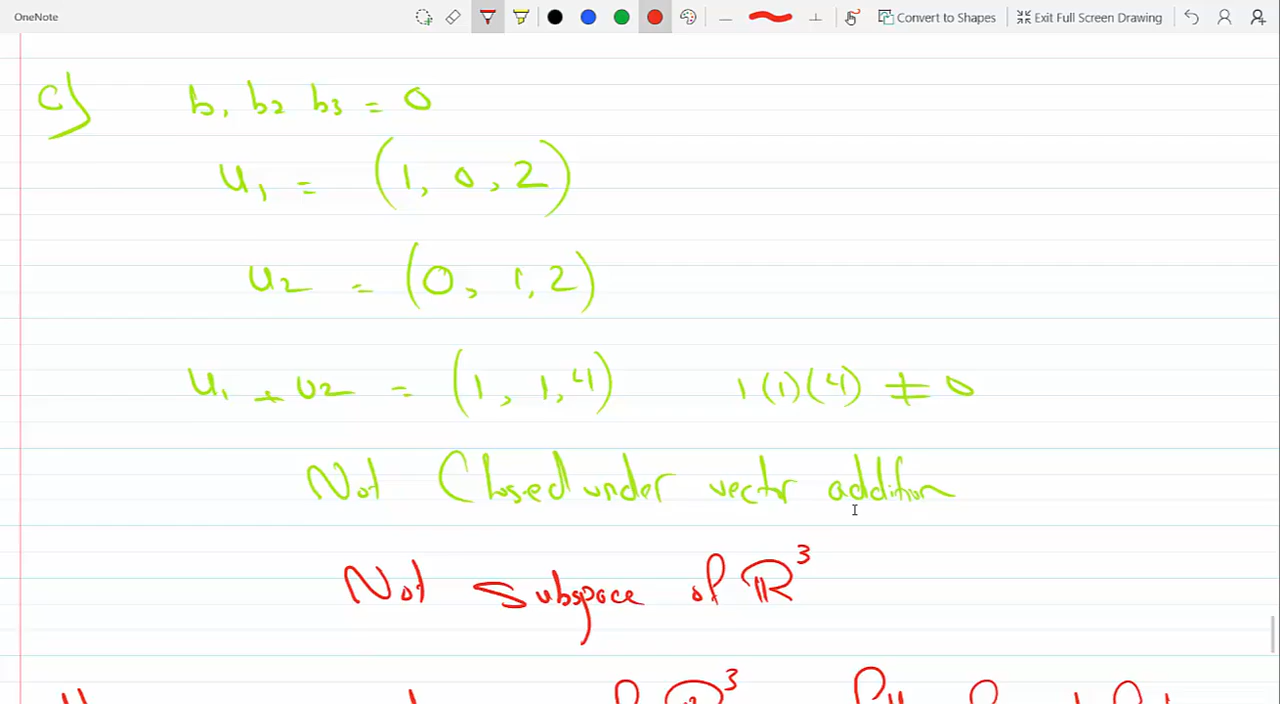 OneNote
Convert to Shapes
Exit Full Screen Drawing
c) b1 b2 b3 = 0
u1 = (1, 0, 2)
u2 = (0, 1, 2)
u1 + u2 = (1, 1, 4) 1(1)(4) ≠ 0
Not Closed under vector addition
Not Subspace of ℝ³